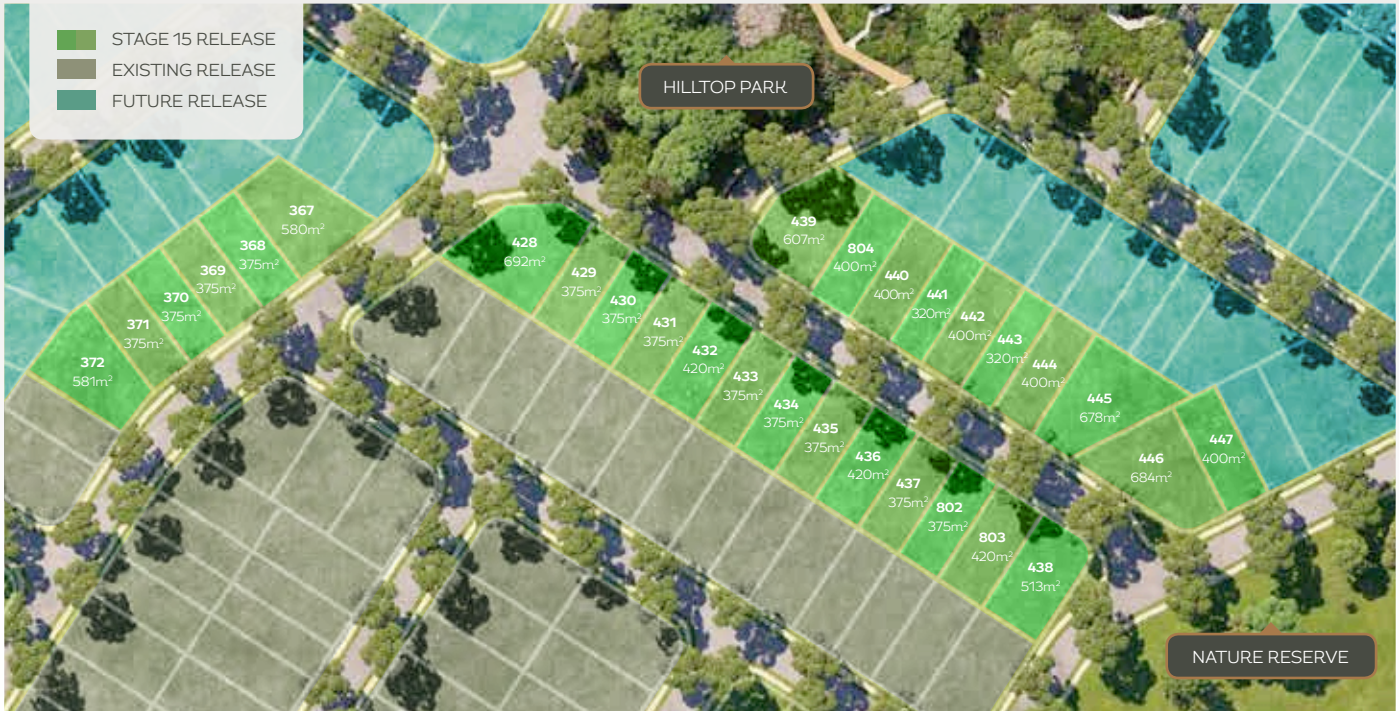 STAGE 15 RELEASE
EXISTING RELEASE
FUTURE RELEASE
HILLTOP PARK
367
580m²
368
375m²
369
375m²
370
375m²
371
375m²
372
581m²
428
692m²
429
375m²
430
375m²
431
375m²
432
420m²
433
375m²
434
375m²
435
375m²
436
420m²
437
375m²
802
375m²
803
420m²
438
513m²
439
607m²
804
400m²
440
400m²
441
320m²
442
400m²
443
320m²
444
400m²
445
678m²
446
684m²
447
400m²
NATURE RESERVE